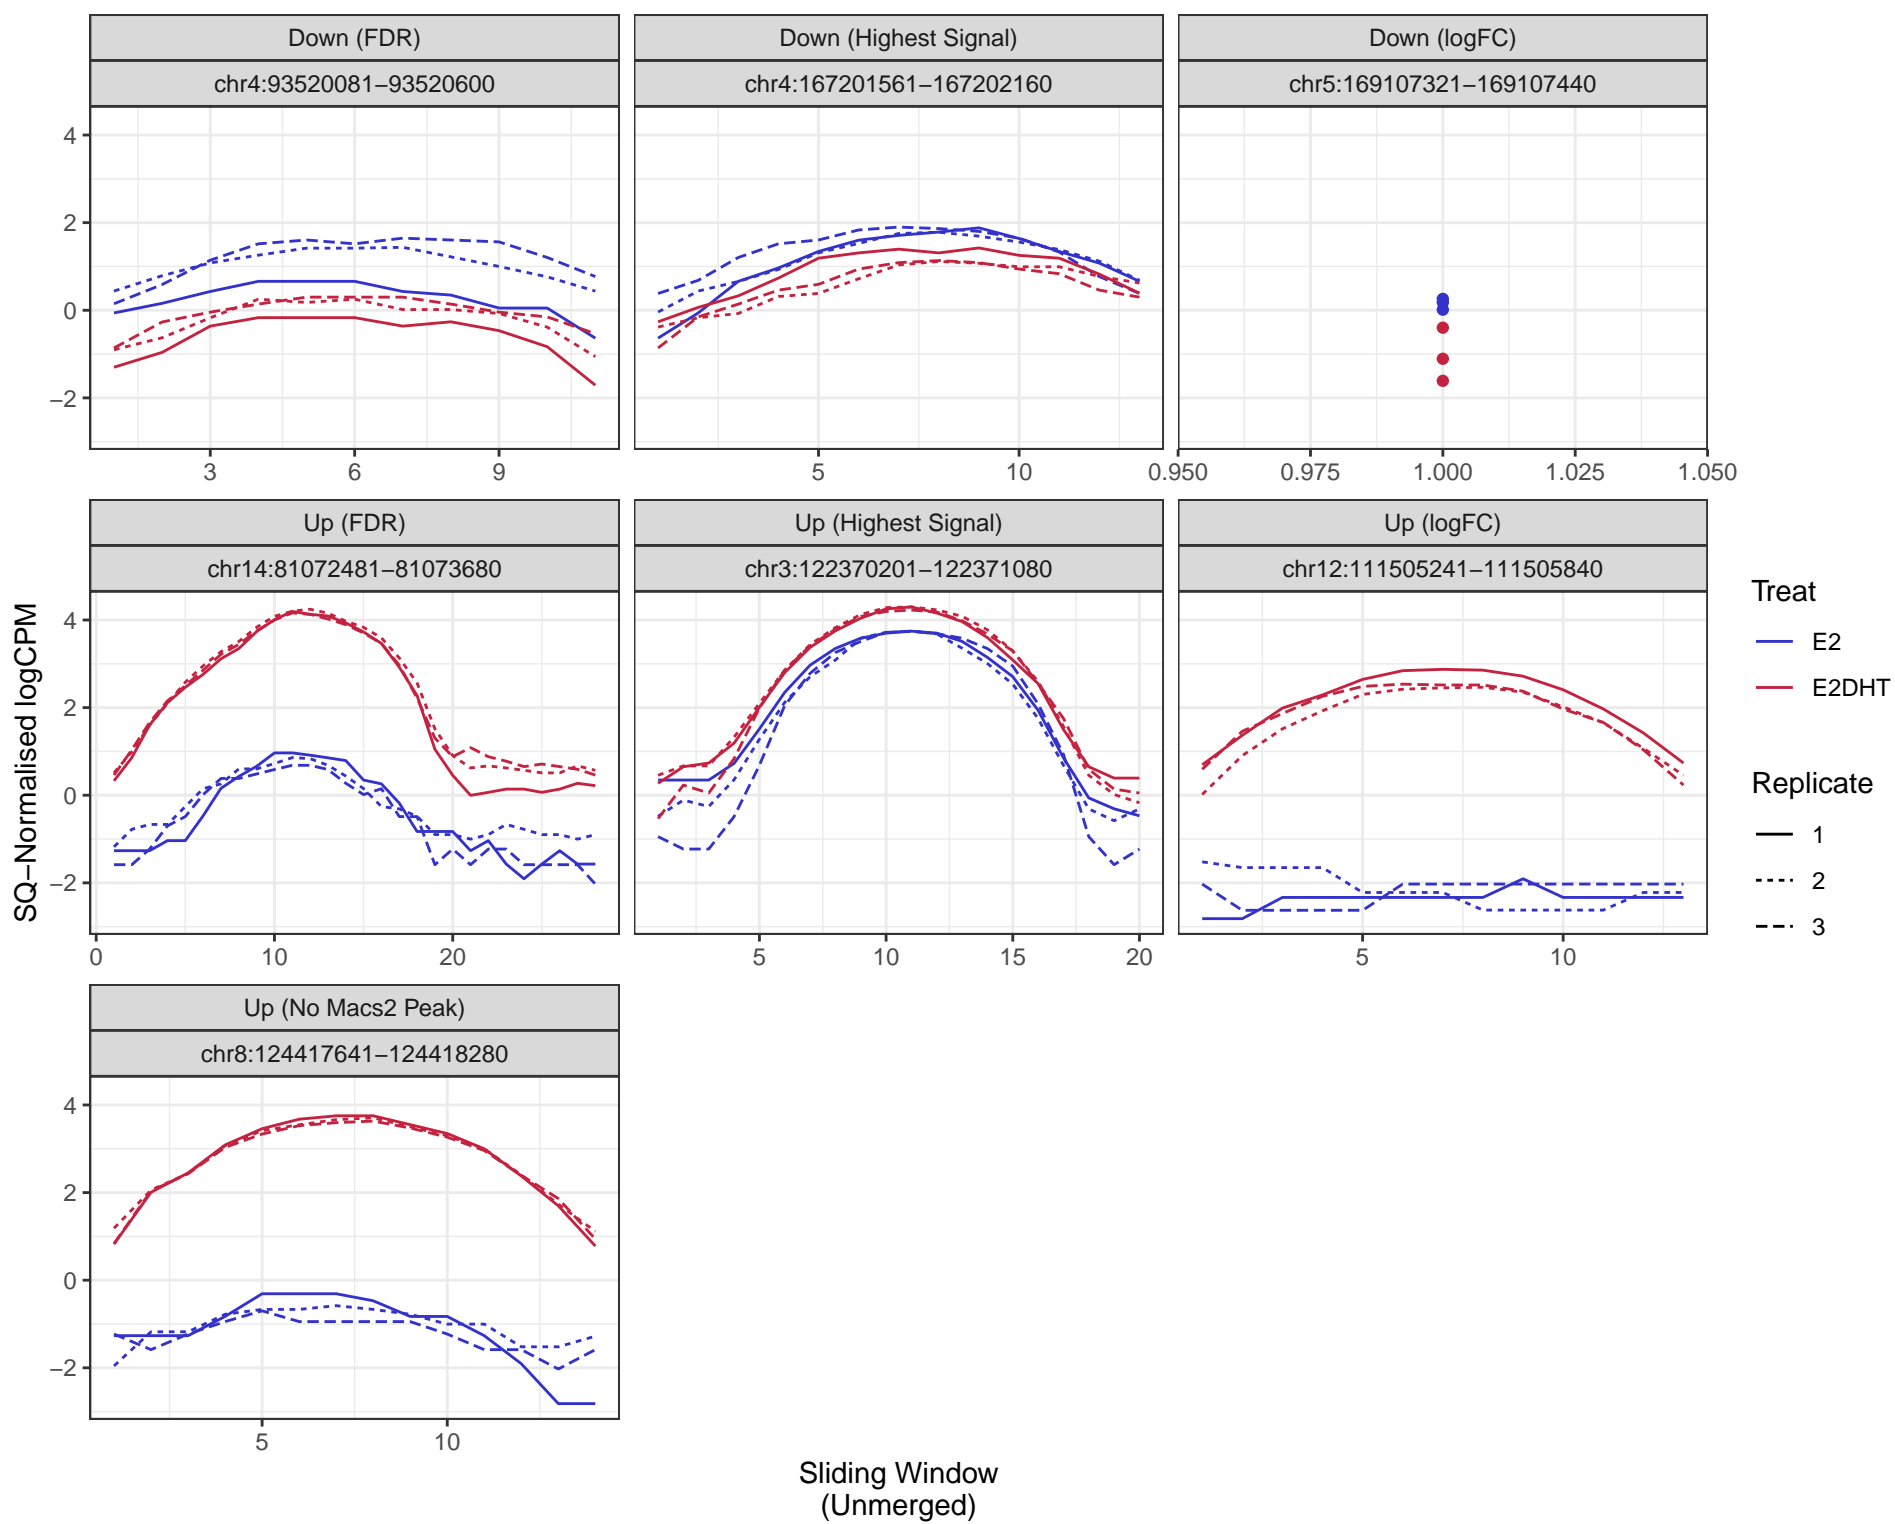 Down (FDR)
Down (Highest Signal)
Down (logFC)
chr4:93520081−93520600
chr4:167201561−167202160
chr5:169107321−169107440
4
2
0
−2
3
6
9
5
10
0.950
0.975
1.000
1.025
1.050
Up (FDR)
Up (Highest Signal)
Up (logFC)
chr14:81072481−81073680
chr3:122370201−122371080
chr12:111505241−111505840
4
2
0
−2
0
10
20
5
10
15
20
5
10
Up (No Macs2 Peak)
chr8:124417641−124418280
4
2
0
−2
5
10
SQ−Normalised logCPM
Sliding Window
(Unmerged)
Treat
E2
E2DHT
Replicate
1
2
3